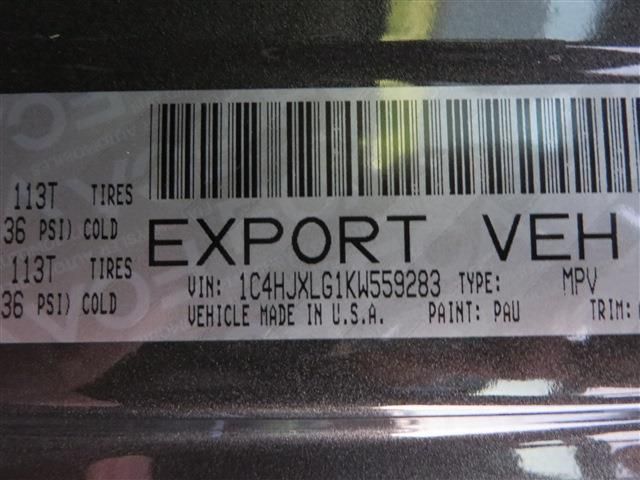 113T TIRES
36 PSI) COLD
EXPORT VEH
113T TIRES
36 PSI) COLD
VIN: 1C4HJXLG1KW559283 TYPE: MPV
VEHICLE MADE IN U.S.A. PAINT: PAU TRIM: